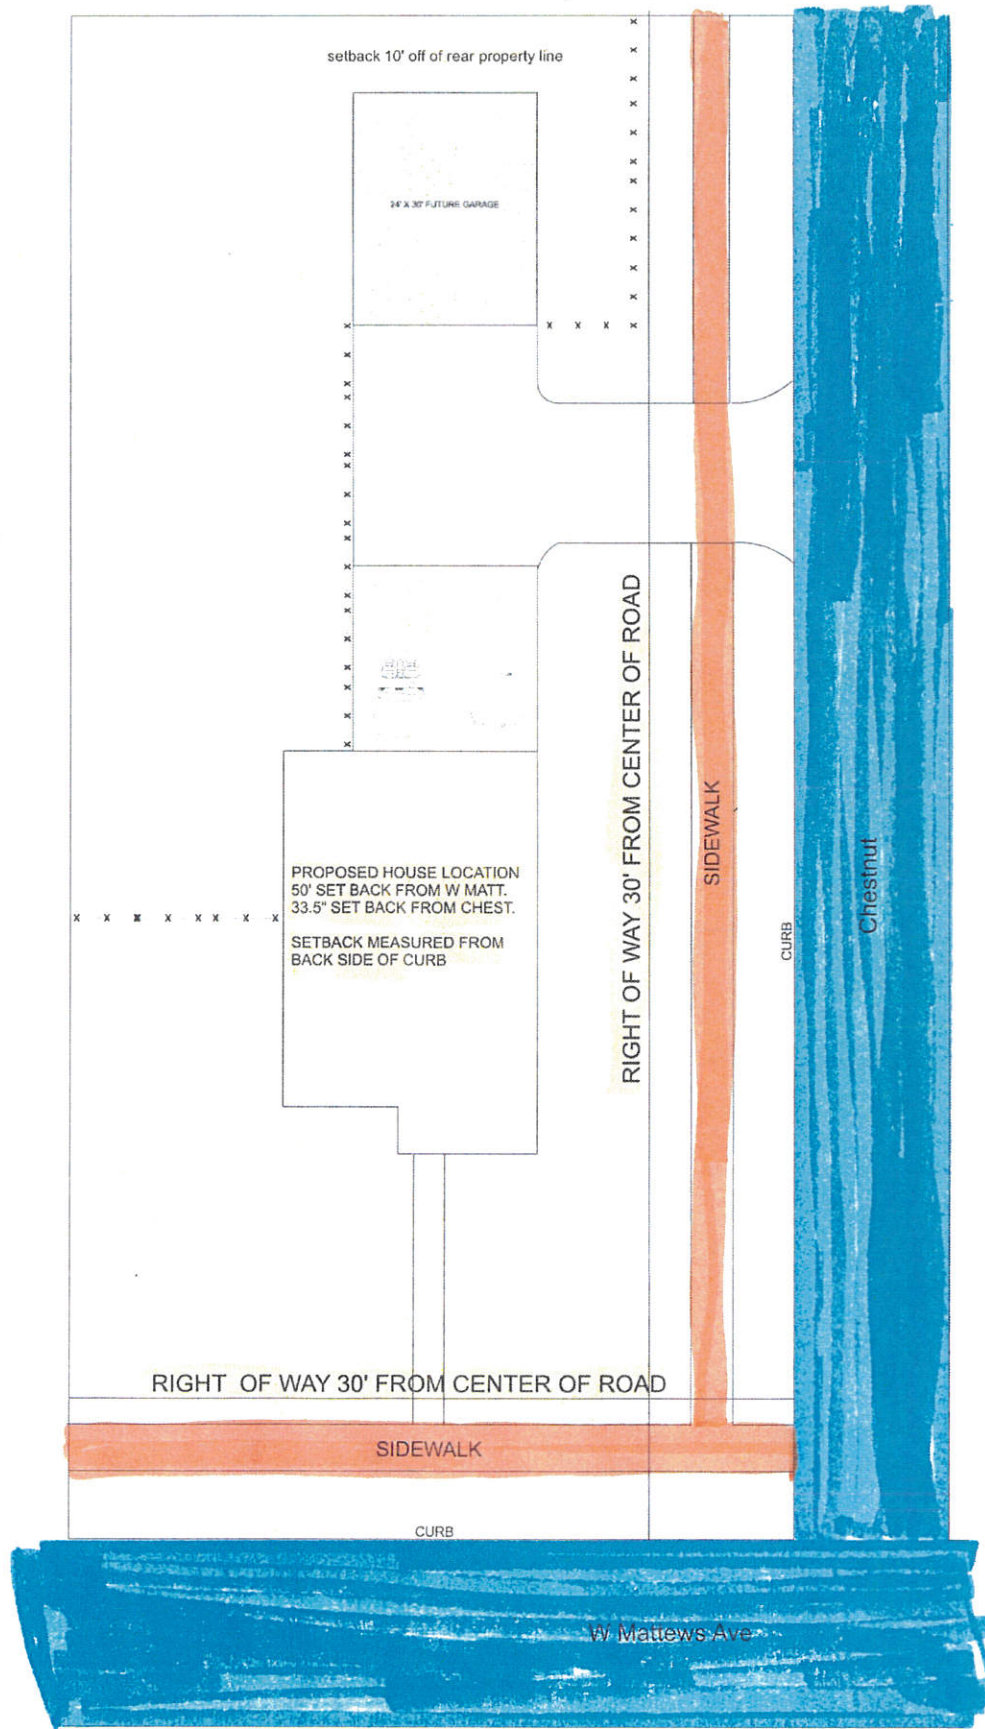 setback 10' off of rear property line
24' X 30' FUTURE GARAGE
RIGHT OF WAY 30' FROM CENTER OF ROAD
SIDEWALK
PROPOSED HOUSE LOCATION
50' SET BACK FROM W MATT.
33.5" SET BACK FROM CHEST.
SETBACK MEASURED FROM
BACK SIDE OF CURB
CURB
Chestnut
RIGHT OF WAY 30' FROM CENTER OF ROAD
SIDEWALK
CURB
W Mattews Ave